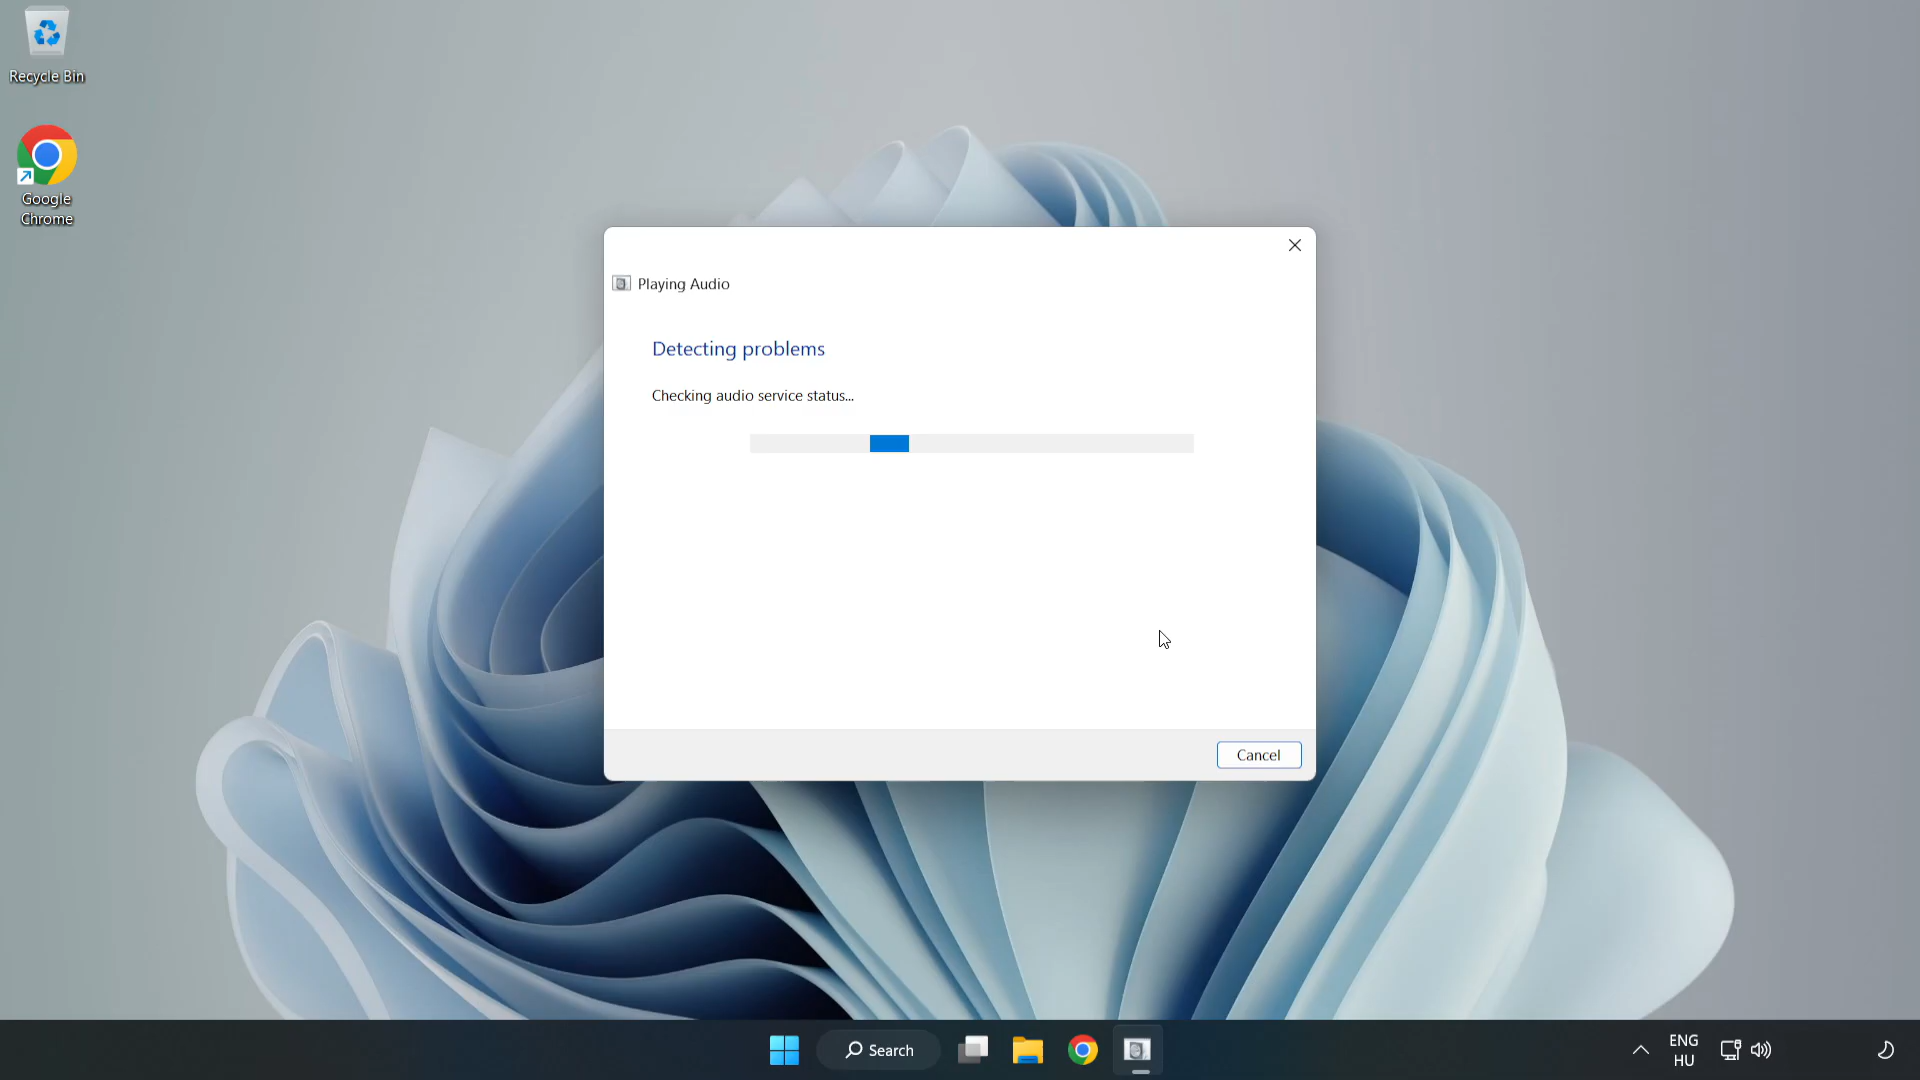 Recycle Bin
Google
Chrome
Playing Audio
Detecting problems
Checking audio service status...
Cancel
Search
ENG
HU